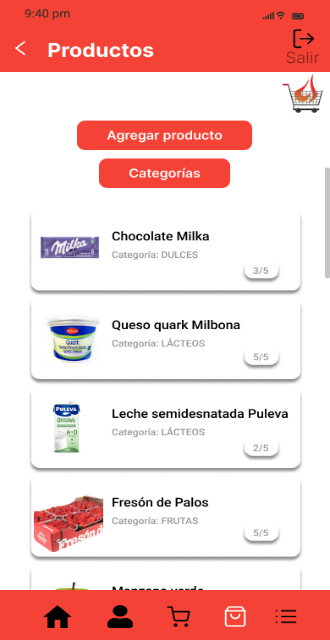 9:40 pm
Productos
Salir
Agregar producto
Categorías
Milka
Chocolate Milka
Categoría: DULCES
3/5
QUARK
Queso quark Milbona
Categoría: LÁCTEOS
5/5
PULEVA
Leche semidesnatada Puleva
Categoría: LÁCTEOS
2/5
Fresón de Palos
Categoría: FRUTAS
Fresón d
5/5
Manzana verde